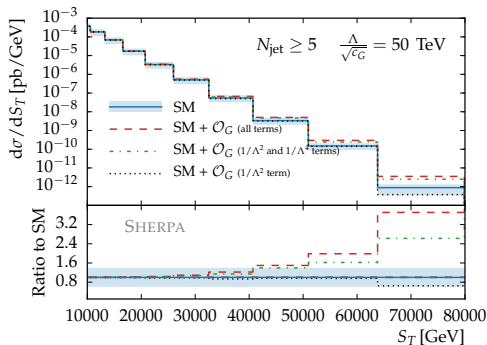 10⁻³
10⁻⁴
10⁻⁵
10⁻⁶
10⁻⁷
10⁻⁸
10⁻⁹
10⁻¹⁰
10⁻¹¹
10⁻¹²
dσ/dS_T [pb/GeV]
N_jet ≥ 5 Λ/√c_G = 50 TeV
SM
SM + O_G (all terms)
SM + O_G (1/Λ² and 1/Λ⁴ terms)
SM + O_G (1/Λ² term)
SHERPA
3.2
2.4
1.6
0.8
Ratio to SM
10000 20000 30000 40000 50000 60000 70000 80000
S_T [GeV]